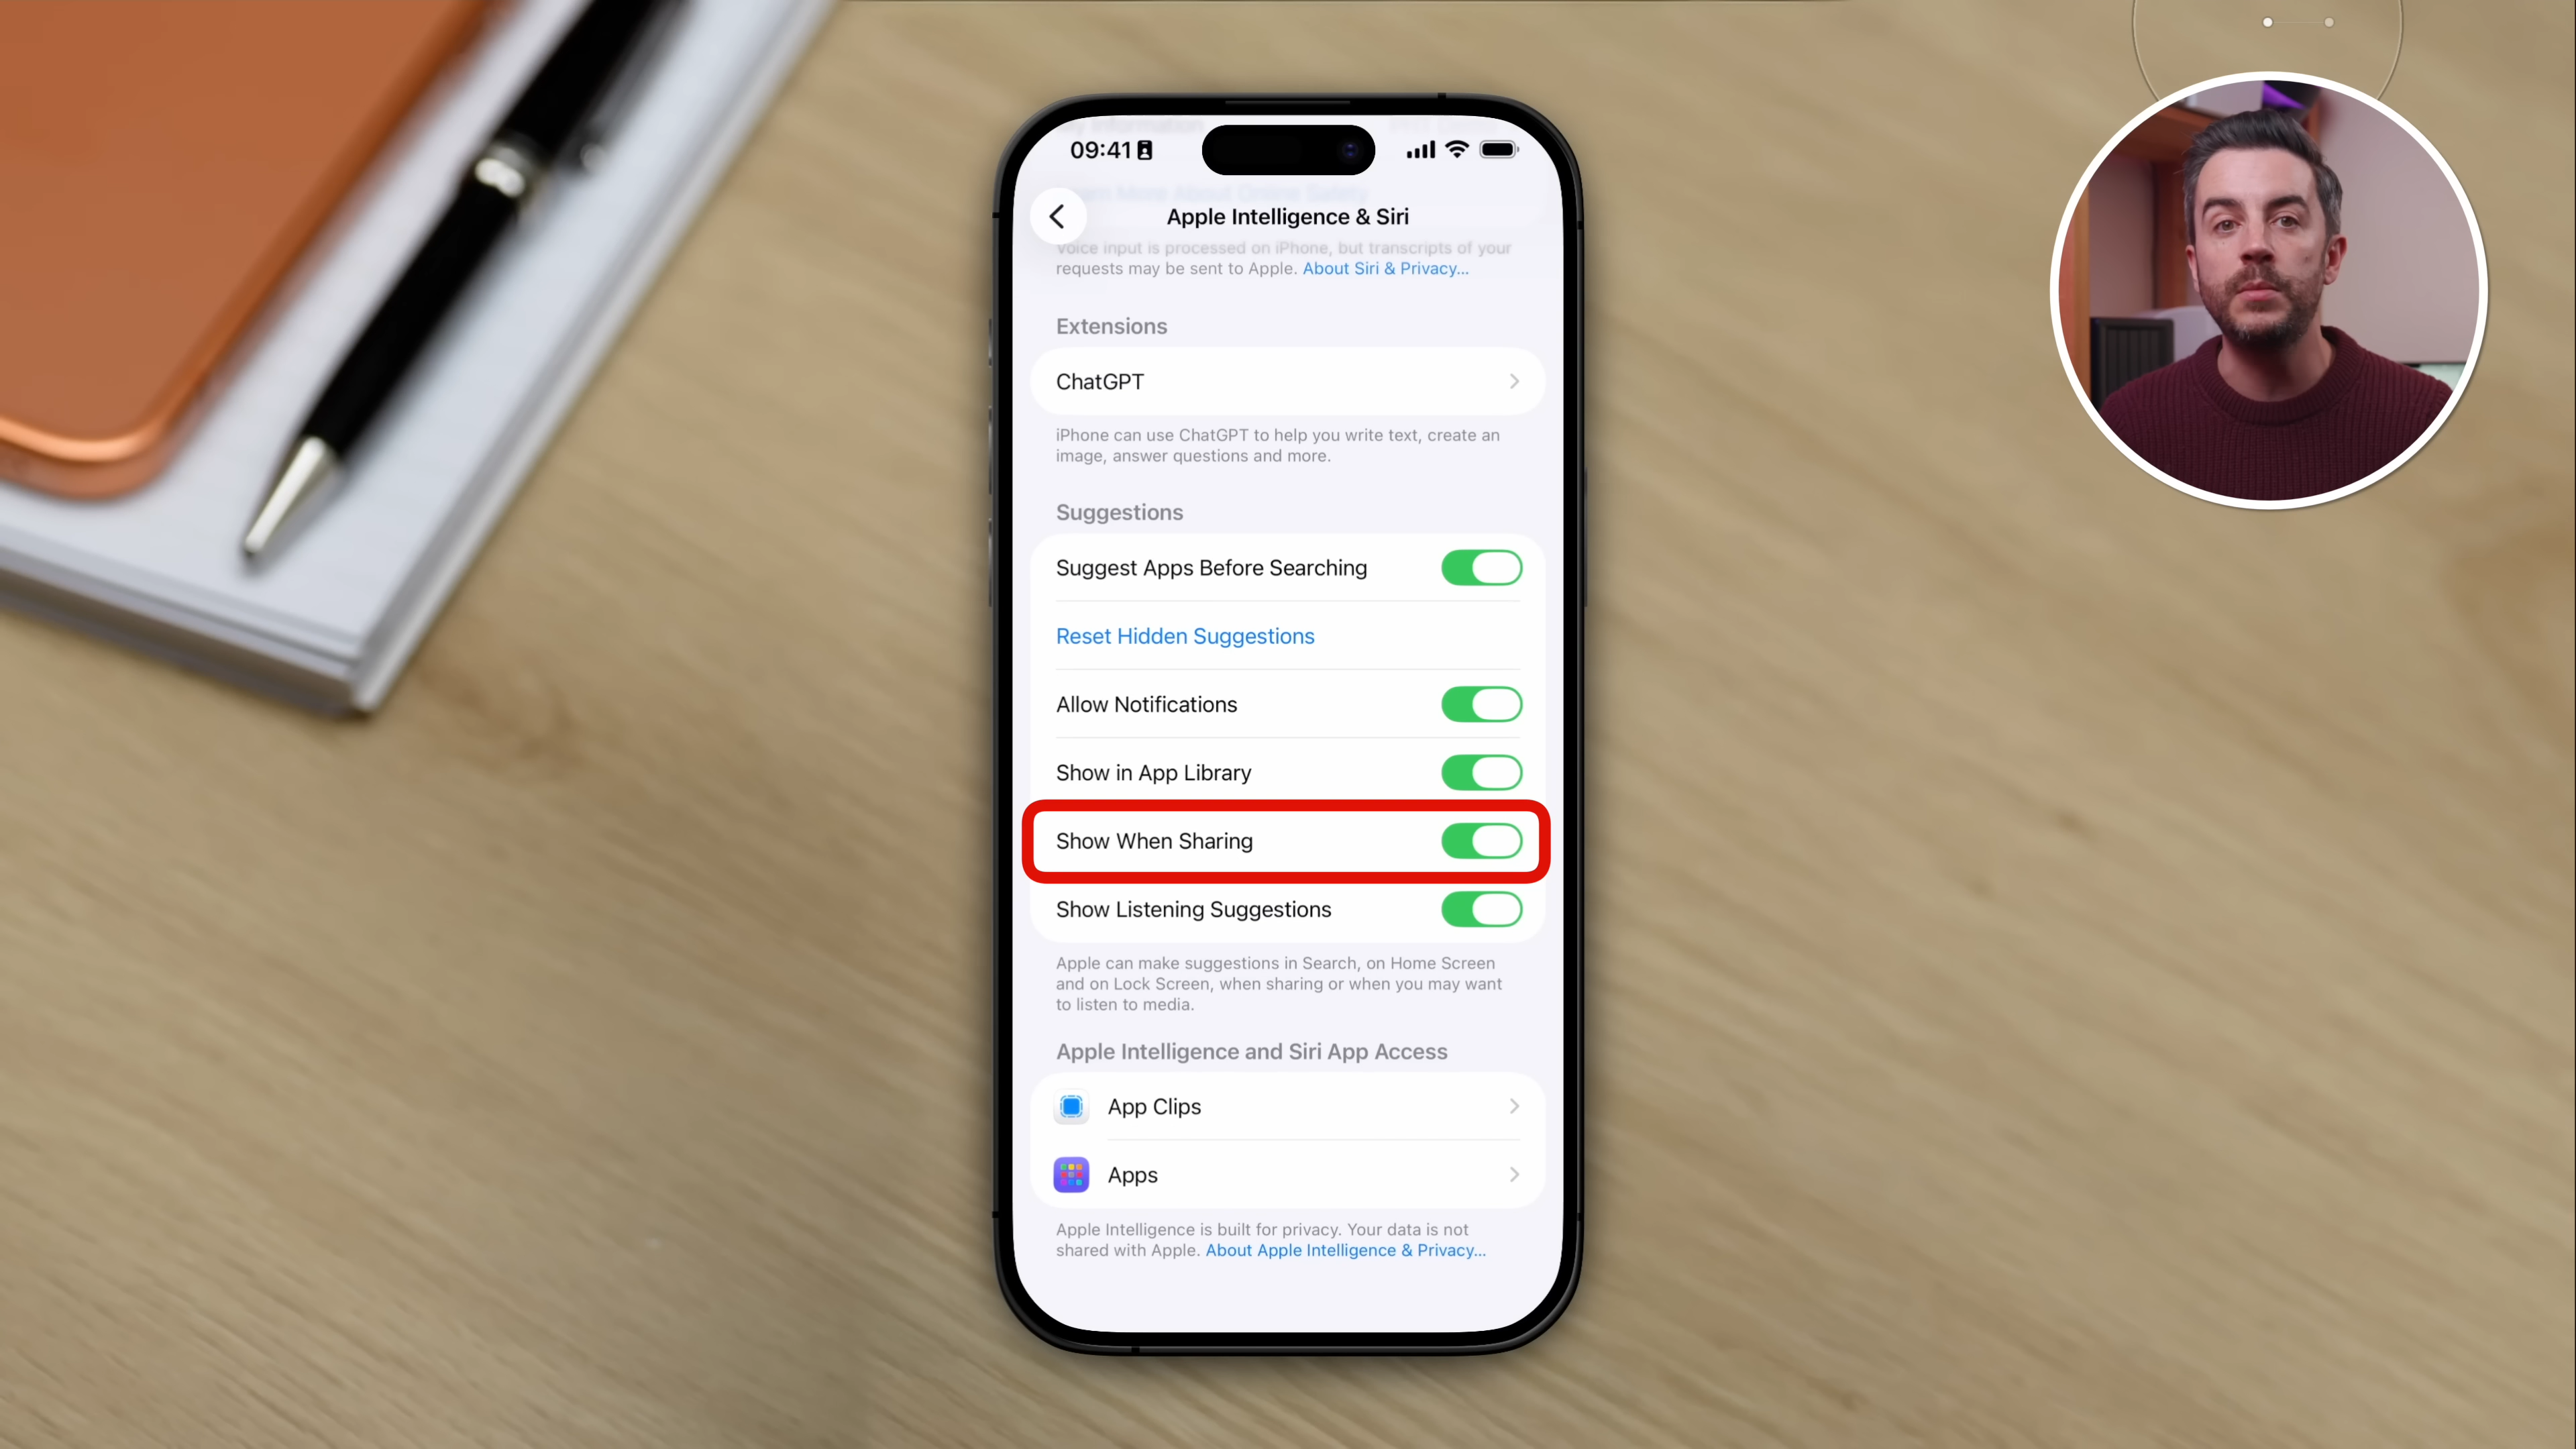 09:41
Apple Intelligence & Siri
Voice input is processed on iPhone, but transcripts of your
requests may be sent to Apple. About Siri & Privacy...
Extensions
ChatGPT
iPhone can use ChatGPT to help you write text, create an
image, answer questions and more.
Suggestions
Suggest Apps Before Searching
Reset Hidden Suggestions
Allow Notifications
Show in App Library
Show When Sharing
Show Listening Suggestions
Apple can make suggestions in Search, on Home Screen
and on Lock Screen, when sharing or when you may want
to listen to media.
Apple Intelligence and Siri App Access
App Clips
Apps
Apple Intelligence is built for privacy. Your data is not
shared with Apple. About Apple Intelligence & Privacy...